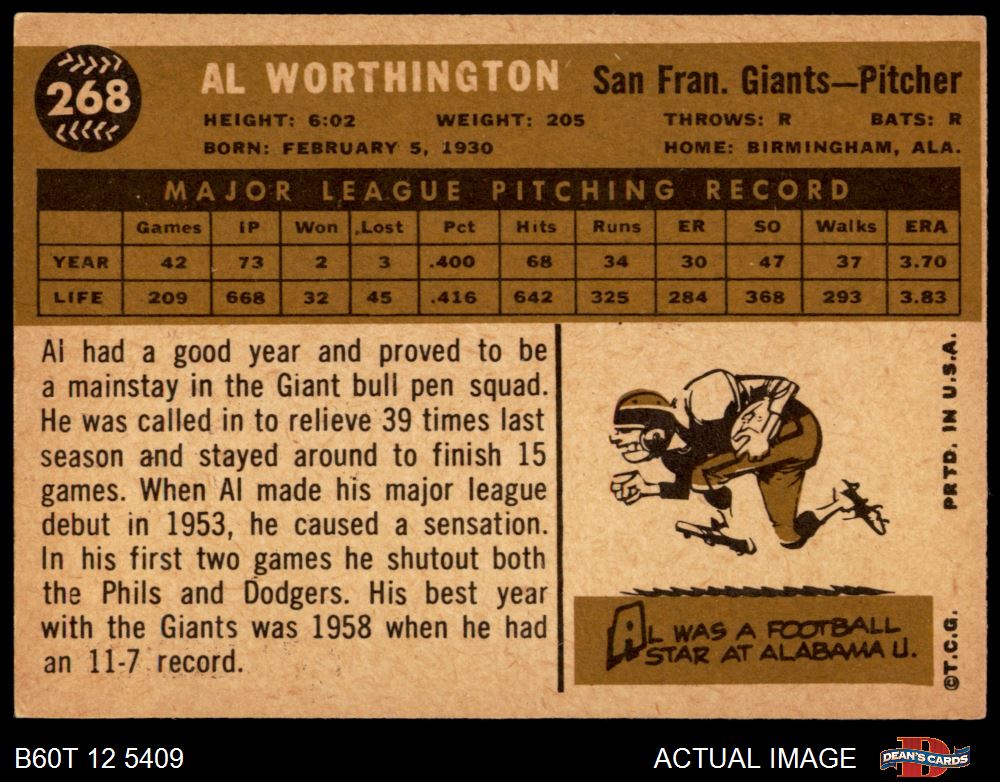 268
AL WORTHINGTON San Fran. Giants—Pitcher
HEIGHT: 6:02 WEIGHT: 205 THROWS: R BATS: R
BORN: FEBRUARY 5, 1930 HOME: BIRMINGHAM, ALA.
MAJOR LEAGUE PITCHING RECORD
Games IP Won Lost Pct Hits Runs ER SO Walks ERA
YEAR 42 73 2 3 .400 68 34 30 47 37 3.70
LIFE 209 668 32 45 .416 642 325 284 368 293 3.83
Al had a good year and proved to be
a mainstay in the Giant bull pen squad.
He was called in to relieve 39 times last
season and stayed around to finish 15
games. When Al made his major league
debut in 1953, he caused a sensation.
In his first two games he shutout both
the Phils and Dodgers. His best year
with the Giants was 1958 when he had
an 11-7 record.
AL WAS A FOOTBALL
STAR AT ALABAMA U.
©T.C.G. PRTD. IN U.S.A.
B60T 12 5409 ACTUAL IMAGE DEAN'S CARDS